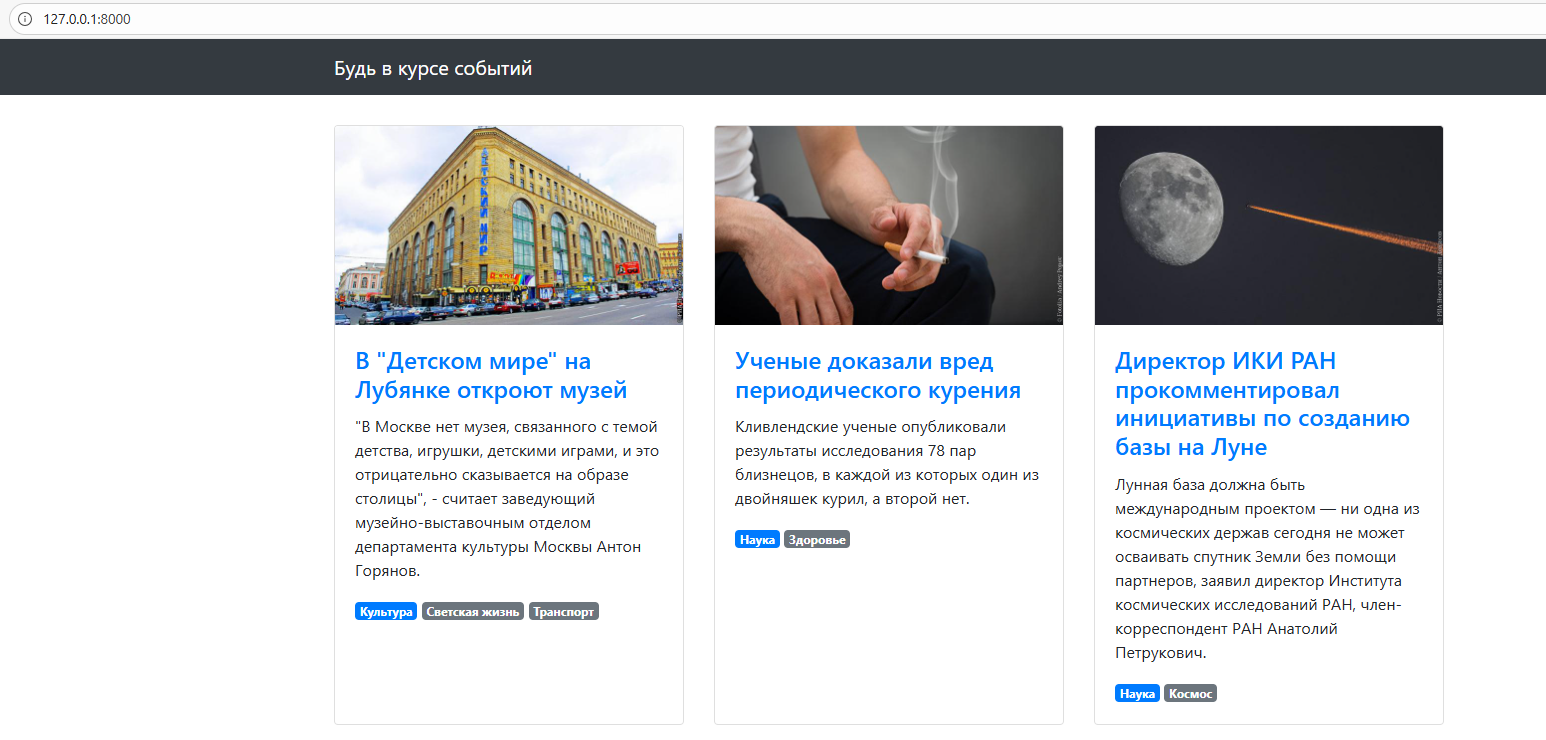 127.0.0.1:8000
Будь в курсе событий
ДЕТСКИЙ МИР
© Fotolia / Andrey Popov
В "Детском мире" на
Лубянке откроют музей
"В Москве нет музея, связанного с темой
детства, игрушки, детскими играми, и это
отрицательно сказывается на образе
столицы", - считает заведующий
музейно-выставочным отделом
департамента культуры Москвы Антон
Горянов.
Культура Светская жизнь Транспорт
Ученые доказали вред
периодического курения
Кливлендские ученые опубликовали
результаты исследования 78 пар
близнецов, в каждой из которых один из
двойняшек курил, а второй нет.
Наука Здоровье
Директор ИКИ РАН
прокомментировал
инициативы по созданию
базы на Луне
Лунная база должна быть
международным проектом — ни одна из
космических держав сегодня не может
осваивать спутник Земли без помощи
партнеров, заявил директор Института
космических исследований РАН, член-
корреспондент РАН Анатолий
Петрукович.
Наука Космос